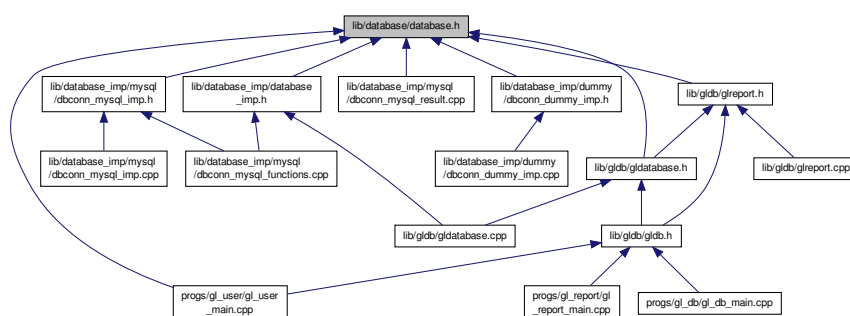 lib/database/database.h
lib/database_imp/mysql
/dbconn_mysql_imp.h
lib/database_imp/database
_imp.h
lib/database_imp/mysql
/dbconn_mysql_result.cpp
lib/database_imp/dummy
/dbconn_dummy_imp.h
lib/gldb/glreport.h
lib/database_imp/mysql
/dbconn_mysql_imp.cpp
lib/database_imp/mysql
/dbconn_mysql_functions.cpp
lib/database_imp/dummy
/dbconn_dummy_imp.cpp
lib/gldb/gldatabase.h
lib/gldb/glreport.cpp
lib/gldb/gldatabase.cpp
lib/gldb/gldb.h
progs/gl_user/gl_user
_main.cpp
progs/gl_report/gl
_report_main.cpp
progs/gl_db/gl_db_main.cpp